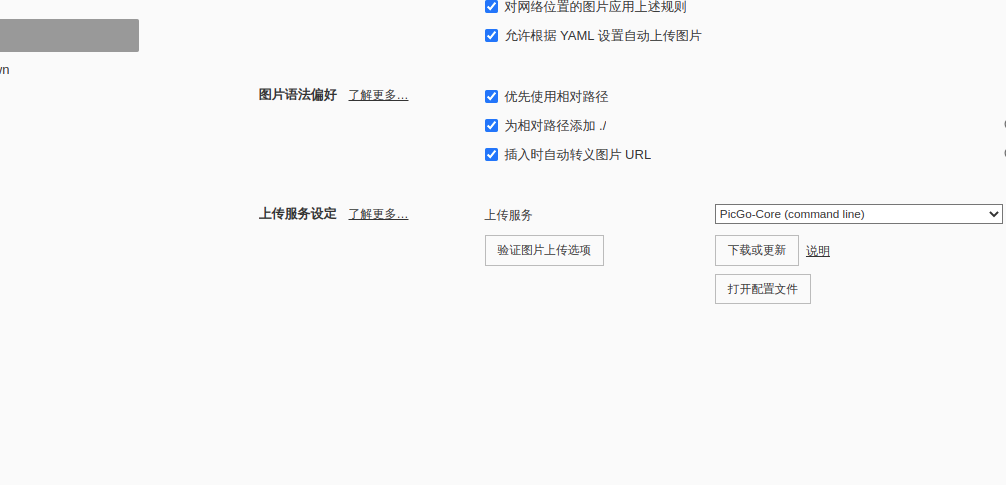 对网络位置的图片应用上述规则
允许根据 YAML 设置自动上传图片
wn
图片语法偏好 了解更多…
优先使用相对路径
为相对路径添加 ./
插入时自动转义图片 URL
上传服务设定 了解更多…
上传服务
PicGo-Core (command line)
验证图片上传选项
下载或更新 说明
打开配置文件